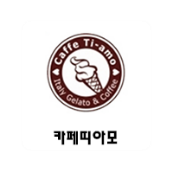 Caffe Ti-amo
Italy Gelato & Coffee
카페띠아모